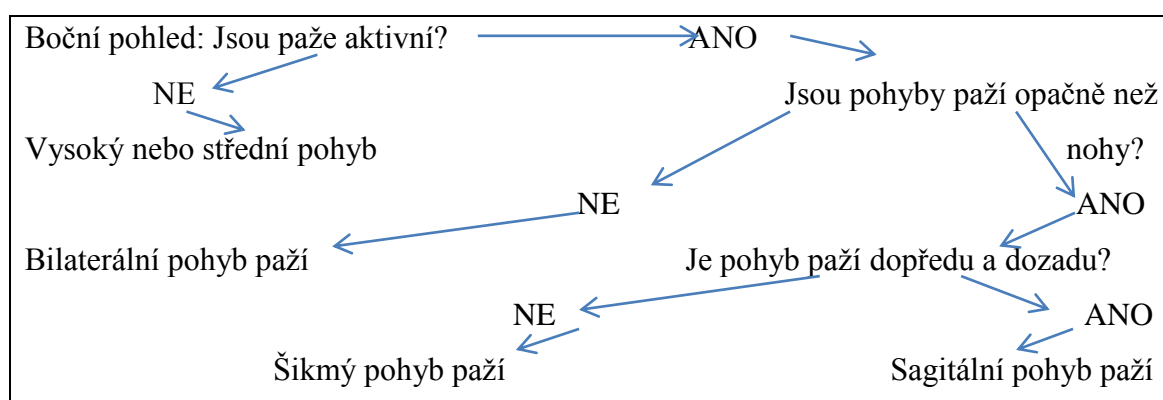 Boční pohled: Jsou paže aktivní? ANO
NE Jsou pohyby paží opačně než
Vysoký nebo střední pohyb nohy?
NE ANO
Bilaterální pohyb paží Je pohyb paží dopředu a dozadu?
NE ANO
Šikmý pohyb paží Sagitální pohyb paží